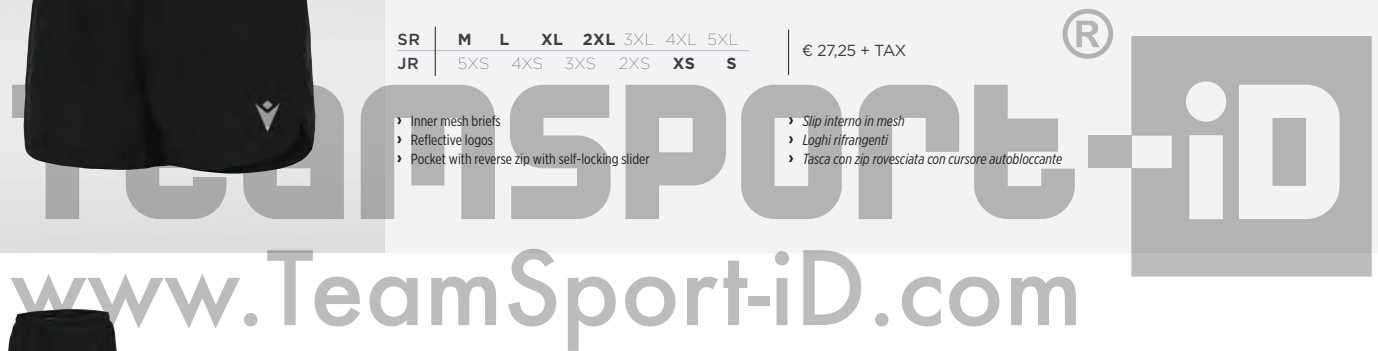 SR M L XL 2XL 3XL 4XL 5XL
JR 5XS 4XS 3XS 2XS XS S
€ 27,25 + TAX
› Inner mesh briefs
› Reflective logos
› Pocket with reverse zip with self-locking slider
› Slip interno in mesh
› Loghi rifrangenti
› Tasca con zip rovesciata con cursore autobloccante
Teamsport-iD ®
www.TeamSport-iD.com